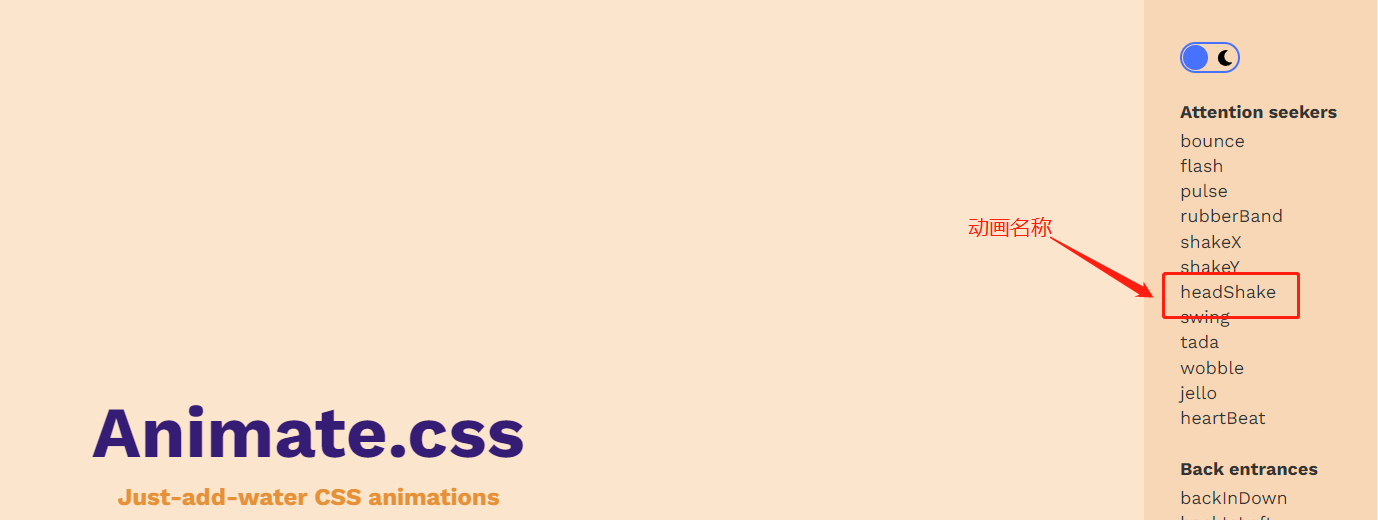 Attention seekers
bounce
flash
pulse
rubberBand
shakeX
shakeY
动画名称
headShake
swing
tada
wobble
jello
heartBeat
Animate.css
Just-add-water CSS animations
Back entrances
backInDown